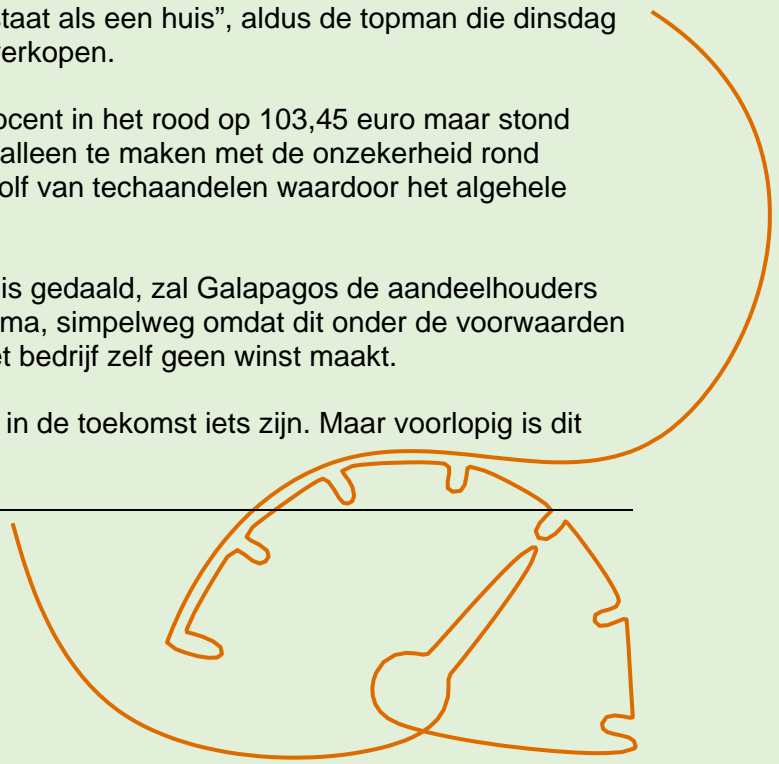 staat als een huis”, aldus de topman die dinsdag
verkopen.
ocent in het rood op 103,45 euro maar stond
alleen te maken met de onzekerheid rond
olf van techaandelen waardoor het algehele
is gedaald, zal Galapagos de aandeelhouders
ma, simpelweg omdat dit onder de voorwaarden
et bedrijf zelf geen winst maakt.
in de toekomst iets zijn. Maar voorlopig is dit